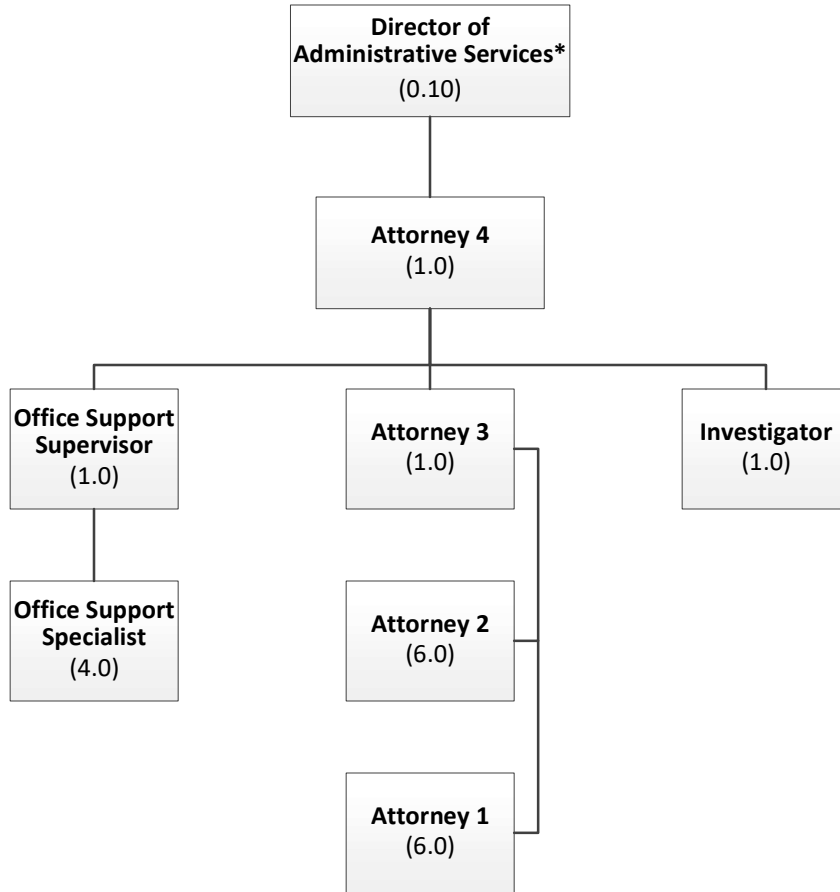 Director of
Administrative Services*
(0.10)
Attorney 4
(1.0)
Office Support
Supervisor
(1.0)
Attorney 3
(1.0)
Investigator
(1.0)
Office Support
Specialist
(4.0)
Attorney 2
(6.0)
Attorney 1
(6.0)